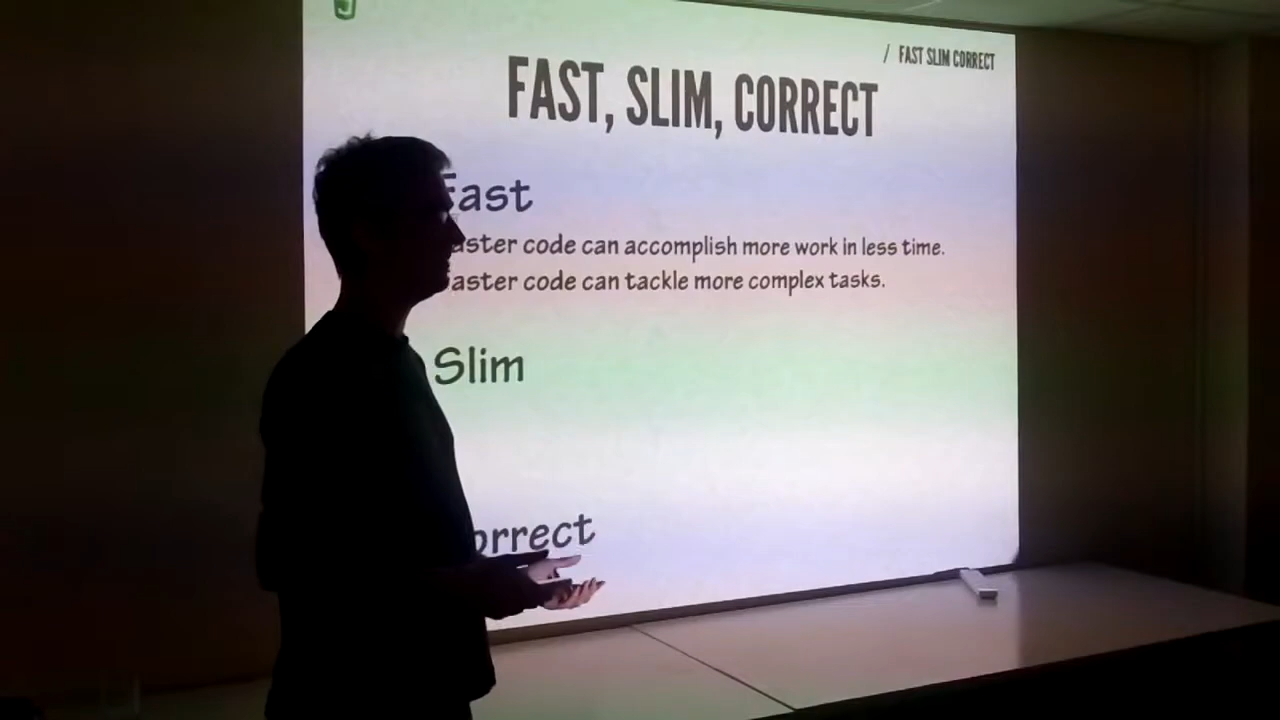 / FAST SLIM CORRECT
FAST, SLIM, CORRECT
Fast
aster code can accomplish more work in less time.
aster code can tackle more complex tasks.
Slim
orrect